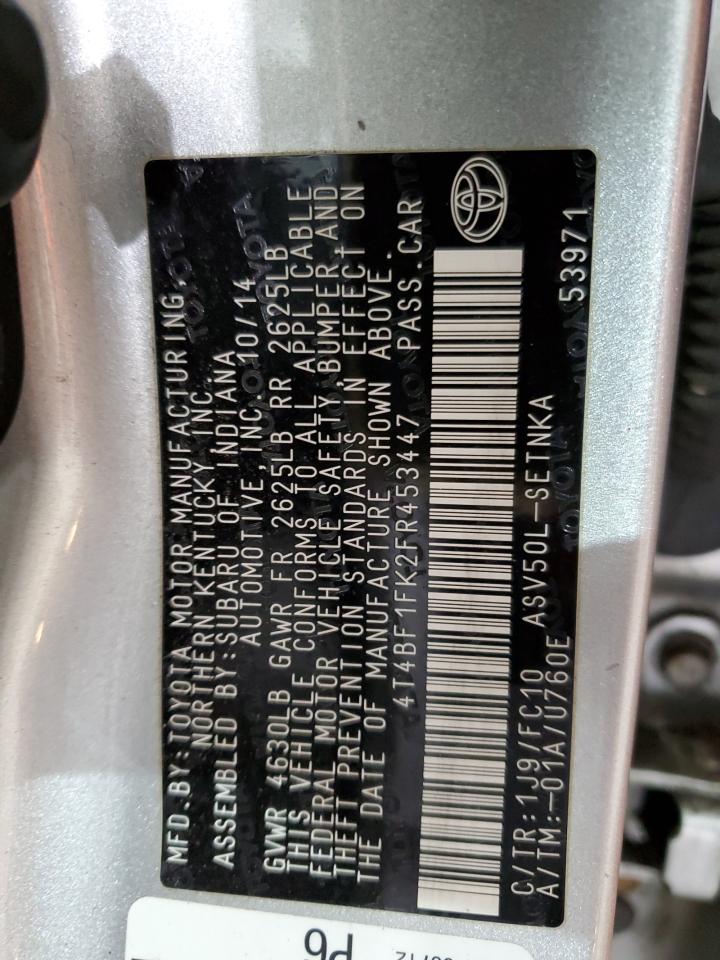 MFD.BY:TOYOTA MOTOR MANUFACTURING,
NORTHERN KENTUCKY,INC.
ASSEMBLED BY:SUBARU OF INDIANA
AUTOMOTIVE,INC. 10/14
GVWR 4630LB GAWR FR 2625LB RR 2625LB
THIS VEHICLE CONFORMS TO ALL APPLICABLE
FEDERAL MOTOR VEHICLE SAFETY,BUMPER,AND
THEFT PREVENTION STANDARDS IN EFFECT ON
THE DATE OF MANUFACTURE SHOWN ABOVE.
4T4BF1FK2FR453447 PASS.CAR
C/TR:1J9/FC10 ASV50L-SETNKA 53971
A/TM:-01A/U760E
P6